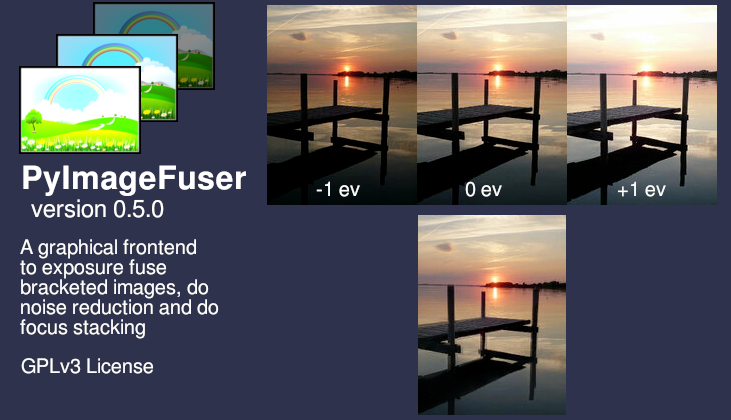 PyImageFuser
version 0.5.0
A graphical frontend
to exposure fuse
bracketed images, do
noise reduction and do
focus stacking
GPLv3 License
-1 ev
0 ev
+1 ev